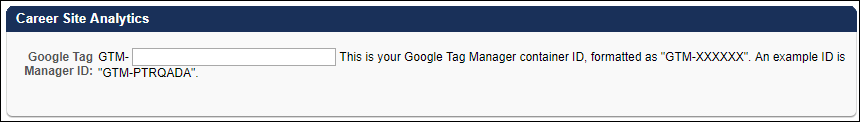 Career Site Analytics
Google Tag GTM- This is your Google Tag Manager container ID, formatted as "GTM-XXXXXX". An example ID is
Manager ID: "GTM-PTRQADA".